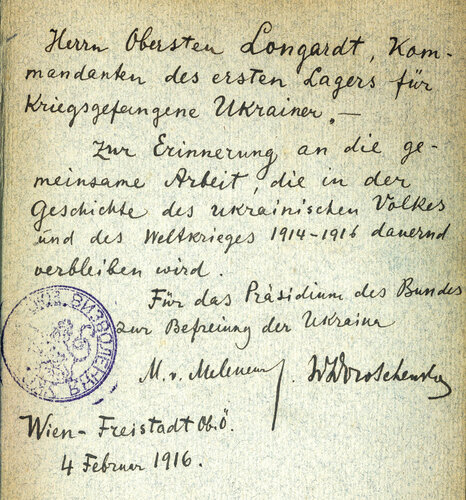 Herrn Obersten Longardt, Kom-
mandanten des ersten Lagers für
Kriegsgefangene Ukrainer. —
Zur Erinnerung an die ge-
meinsame Arbeit, die in der
Geschichte des ukrainischen Volkes
und des Weltkrieges 1914-1916 dauernd
verbleiben wird.
Für das Präsidium des Bundes
zur Befreiung der Ukraina
M. v.
Wien - Freistadt Ob.Ö.
4 Februar 1916.